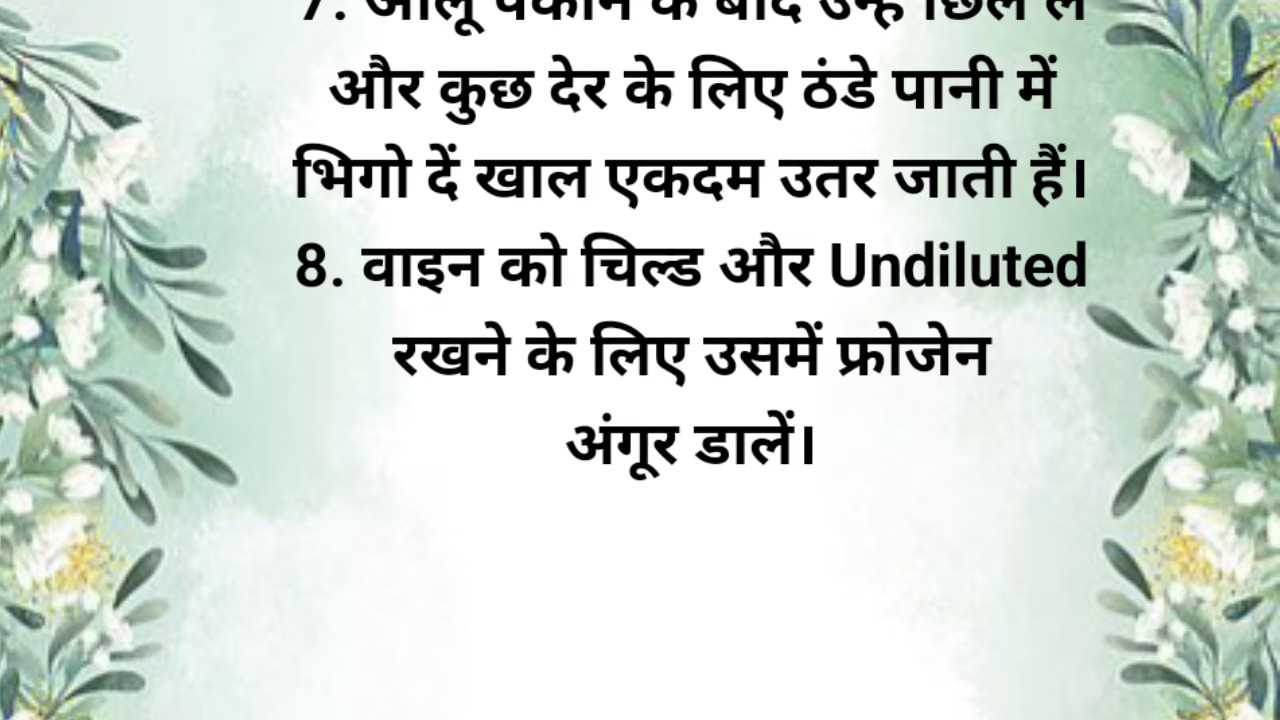 7. आलू पकाने के बाद उन्हें छिल लें
और कुछ देर के लिए ठंडे पानी में
भिगो दें खाल एकदम उतर जाती हैं।
8. वाइन को चिल्ड और Undiluted
रखने के लिए उसमें फ्रोजेन
अंगूर डालें।